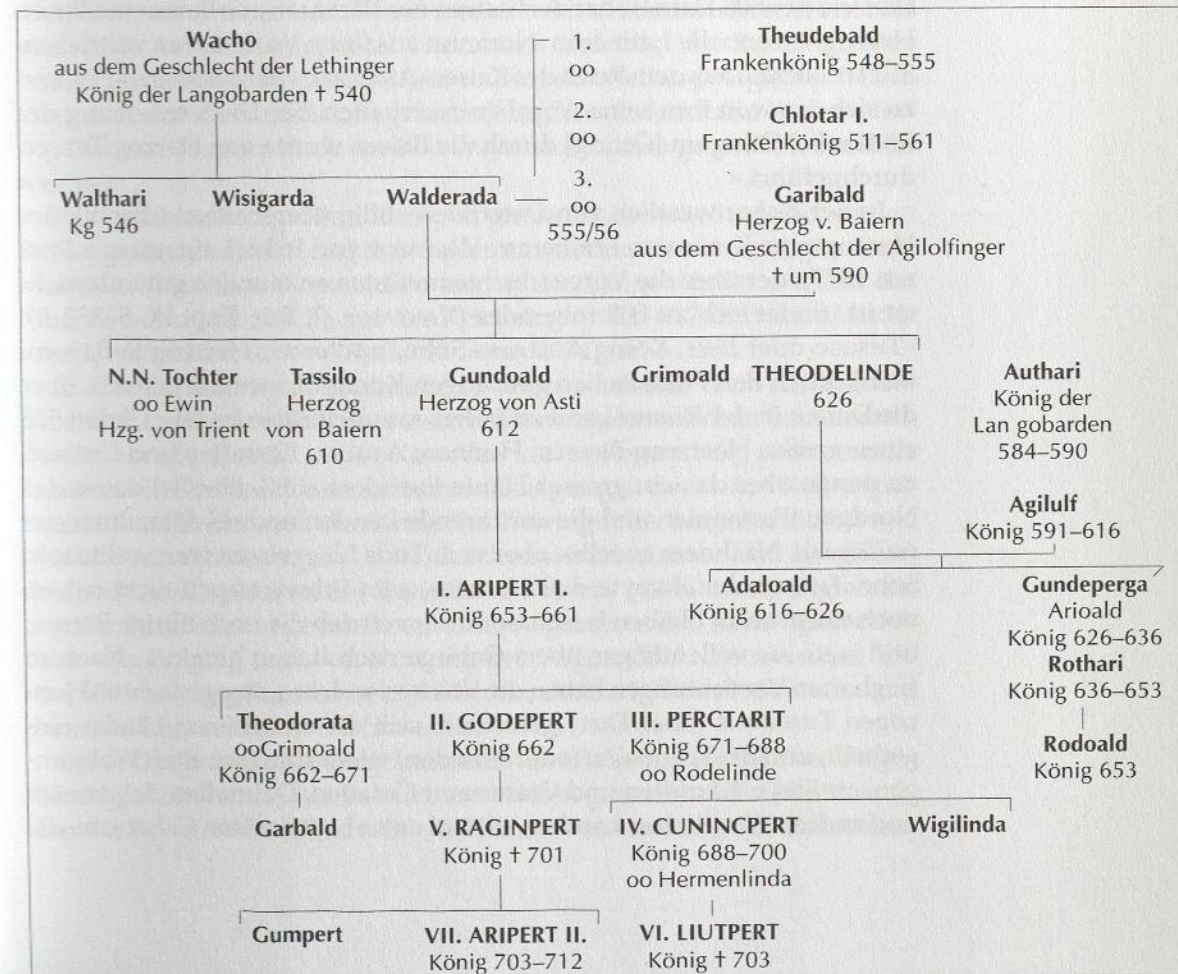 Wacho
aus dem Geschlecht der Lethinger
König der Langobarden † 540
1.
oo
Theudebald
Frankenkönig 548–555
2.
oo
Chlotar I.
Frankenkönig 511–561
3.
oo
555/56
Garibald
Herzog v. Baiern
aus dem Geschlecht der Agilolfinger
† um 590
Walthari
Kg 546
Wisigarda
Walderada
N.N. Tochter
oo Ewin
Hzg. von Trient
Tassilo
Herzog
von Baiern
610
Gundoald
Herzog von Asti
612
Grimoald
THEODELINDE
626
Authari
König der
Lan gobarden
584–590
Agilulf
König 591–616
I. ARIPERT I.
König 653–661
Adaloald
König 616–626
Gundeperga
Arioald
König 626–636
Rothari
König 636–653
Rodoald
König 653
Theodorata
ooGrimoald
König 662–671
II. GODEPERT
König 662
III. PERCTARIT
König 671–688
oo Rodelinde
Garbald
V. RAGINPERT
König † 701
IV. CUNINCPERT
König 688–700
oo Hermenlinda
Wigilinda
Gumpert
VII. ARIPERT II.
König 703–712
VI. LIUTPERT
König † 703